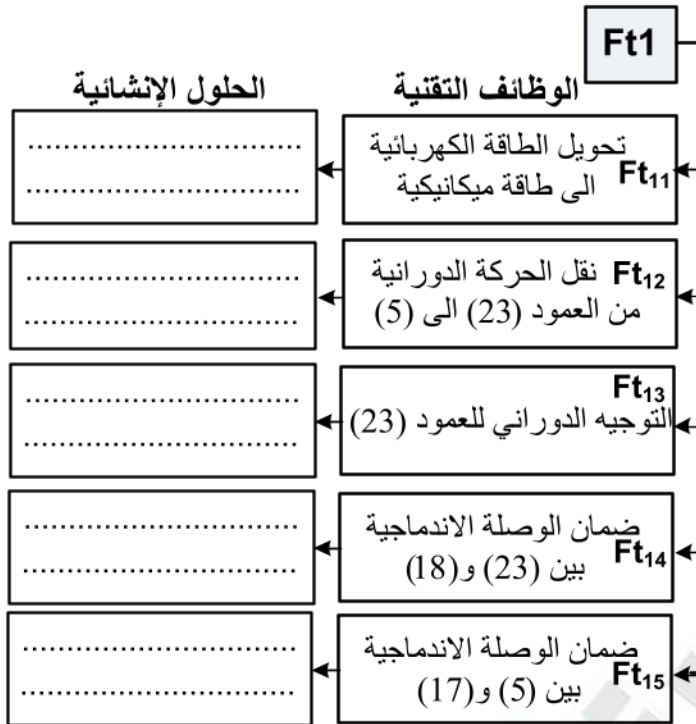 Ft1
الوظائف التقنية
الحلول الإنشائية
تحويل الطاقة الكهربائية
Ft11 الى طاقة ميكانيكية
................................
................................
Ft12 نقل الحركة الدورانية
من العمود (23) الى (5)
................................
................................
Ft13
التوجيه الدوراني للعمود (23)
................................
................................
ضمان الوصلة الاندماجية
Ft14 بين (23) و(18)
................................
................................
ضمان الوصلة الاندماجية
Ft15 بين (5) و(17)
................................
................................